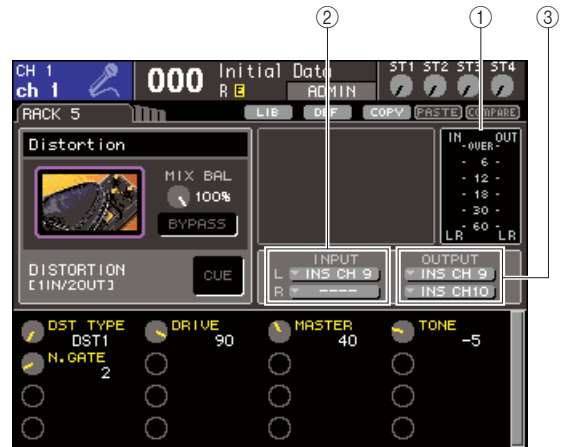 ② ① ③
CH 1
ch 1
000
Initial Data
R E ADMIN
ST1 ST2 ST3 ST4
RACK 5
LIB DEF COPY PASTE COMPARE
Distortion
MIX BAL
100%
BYPASS
DISTORTION
[1IN/2OUT]
CUE
IN OUT
OVER
6
12
18
30
60
LR LR
INPUT
L INS CH 9
R ----
OUTPUT
INS CH 9
INS CH10
DST TYPE
DST1
DRIVE
90
MASTER
40
TONE
-5
N.GATE
2